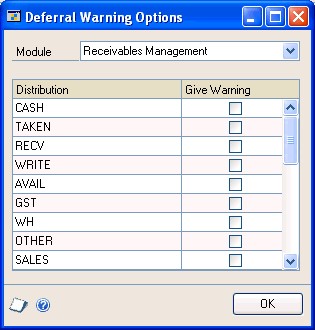 Deferral Warning Options
Module Receivables Management
Distribution Give Warning
CASH
TAKEN
RECV
WRITE
AVAIL
GST
WH
OTHER
SALES
OK